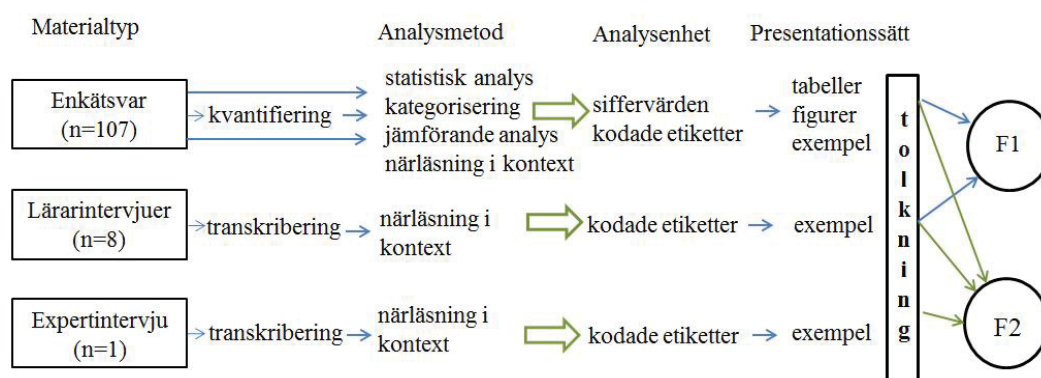 Materialtyp
Analysmetod
Analysenhet
Presentationssätt
Enkätsvar
(n=107)
kvantifiering
statistisk analys
kategorisering
jämförande analys
närläsning i kontext
siffervärden
kodade etiketter
tabeller
figurer
exempel
Lärarintervjuer
(n=8)
transkribering
närläsning i
kontext
kodade etiketter
exempel
Expertintervju
(n=1)
transkribering
närläsning i
kontext
kodade etiketter
exempel
tolkning
F1
F2